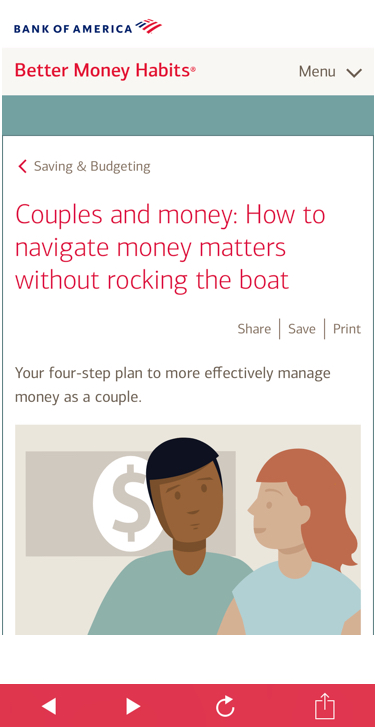 BANK OF AMERICA
Better Money Habits®
Menu
Saving & Budgeting
Couples and money: How to
navigate money matters
without rocking the boat
Share
Save
Print
Your four-step plan to more effectively manage
money as a couple.
$